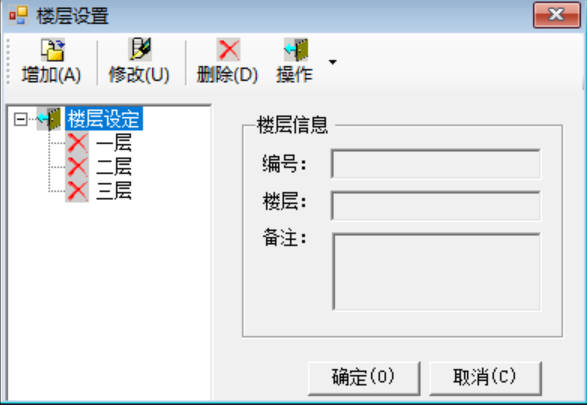 楼层设置
增加(A) 修改(U) 删除(D) 操作
楼层设定
一层
二层
三层
楼层信息
编号：
楼层：
备注：
确定(O) 取消(C)